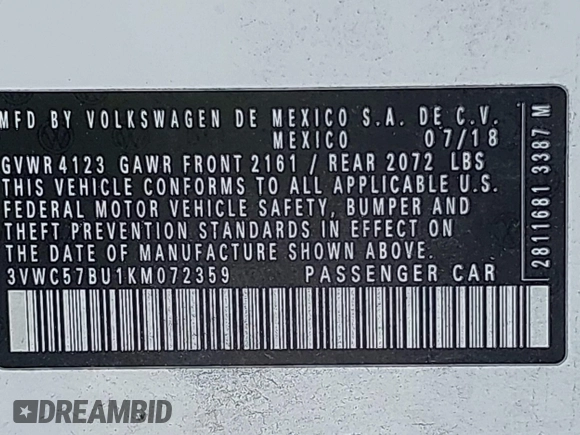 MFD BY VOLKSWAGEN DE MEXICO S.A. DE C.V.
MEXICO 07/18
GVWR 4123 GAWR FRONT 2161 / REAR 2072 LBS
THIS VEHICLE CONFORMS TO ALL APPLICABLE U.S.
FEDERAL MOTOR VEHICLE SAFETY, BUMPER AND
THEFT PREVENTION STANDARDS IN EFFECT ON
THE DATE OF MANUFACTURE SHOWN ABOVE.
3VWC57BU1KM072359 PASSENGER CAR
2811681 3387 M
DREAMBID